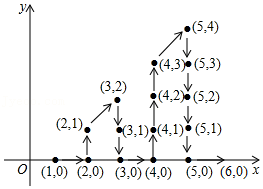 y
(5,4)
(4,3) (5,3)
(3,2) (4,2) (5,2)
(2,1) (3,1) (4,1) (5,1)
O (1,0) (2,0) (3,0) (4,0) (5,0) (6,0) x